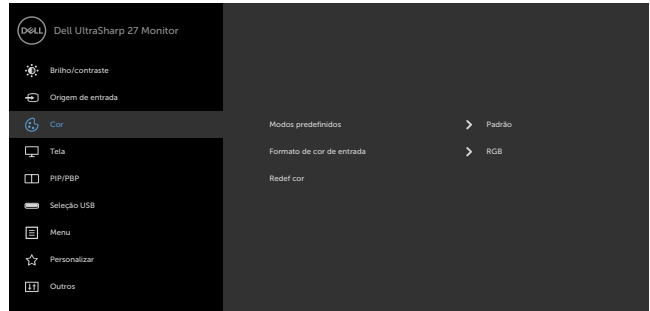 DELL Dell UltraSharp 27 Monitor
Brilho/contraste
Origem de entrada
Cor Modos predefinidos Padrão
Tela Formato de cor de entrada RGB
PIP/PBP Redef cor
Seleção USB
Menu
Personalizar
Outros